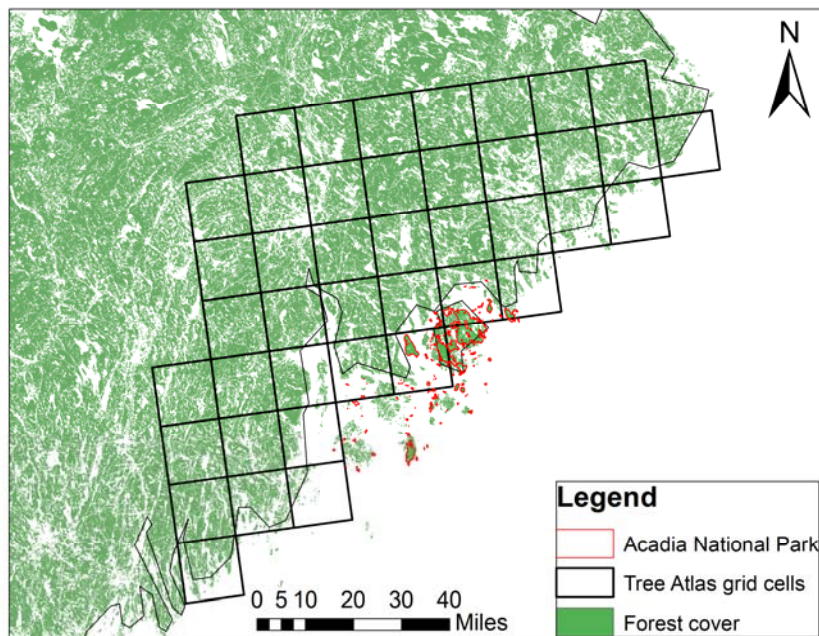 N
0 5 10 20 30 40
Miles
Legend
Acadia National Park
Tree Atlas grid cells
Forest cover